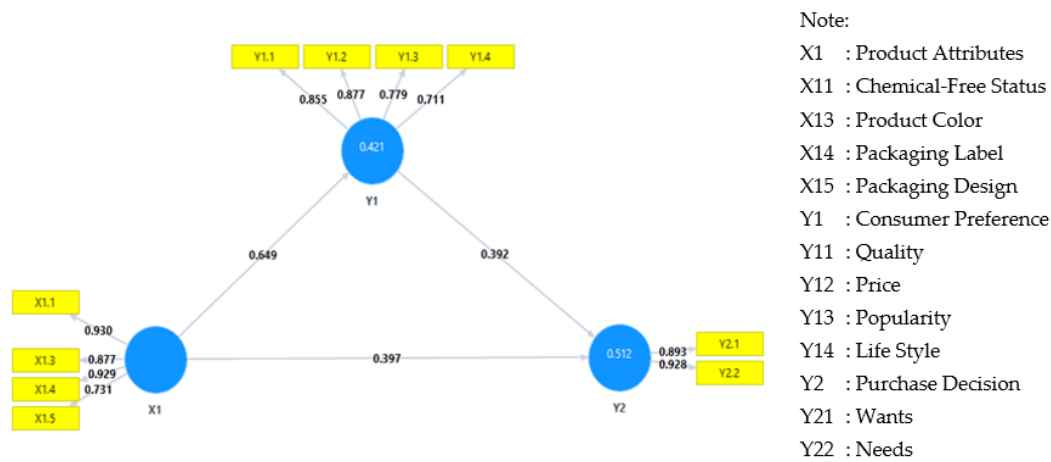 Y1.1 Y1.2 Y1.3 Y1.4
0.855 0.877 0.779 0.711
0.421
Y1
0.649 0.392
X1.1
0.930
X1.3 0.877
X1.4 0.929
X1.5 0.731
X1
0.397
0.512
Y2
0.893 Y2.1
0.928 Y2.2
Note:
X1 : Product Attributes
X11 : Chemical-Free Status
X13 : Product Color
X14 : Packaging Label
X15 : Packaging Design
Y1 : Consumer Preference
Y11 : Quality
Y12 : Price
Y13 : Popularity
Y14 : Life Style
Y2 : Purchase Decision
Y21 : Wants
Y22 : Needs